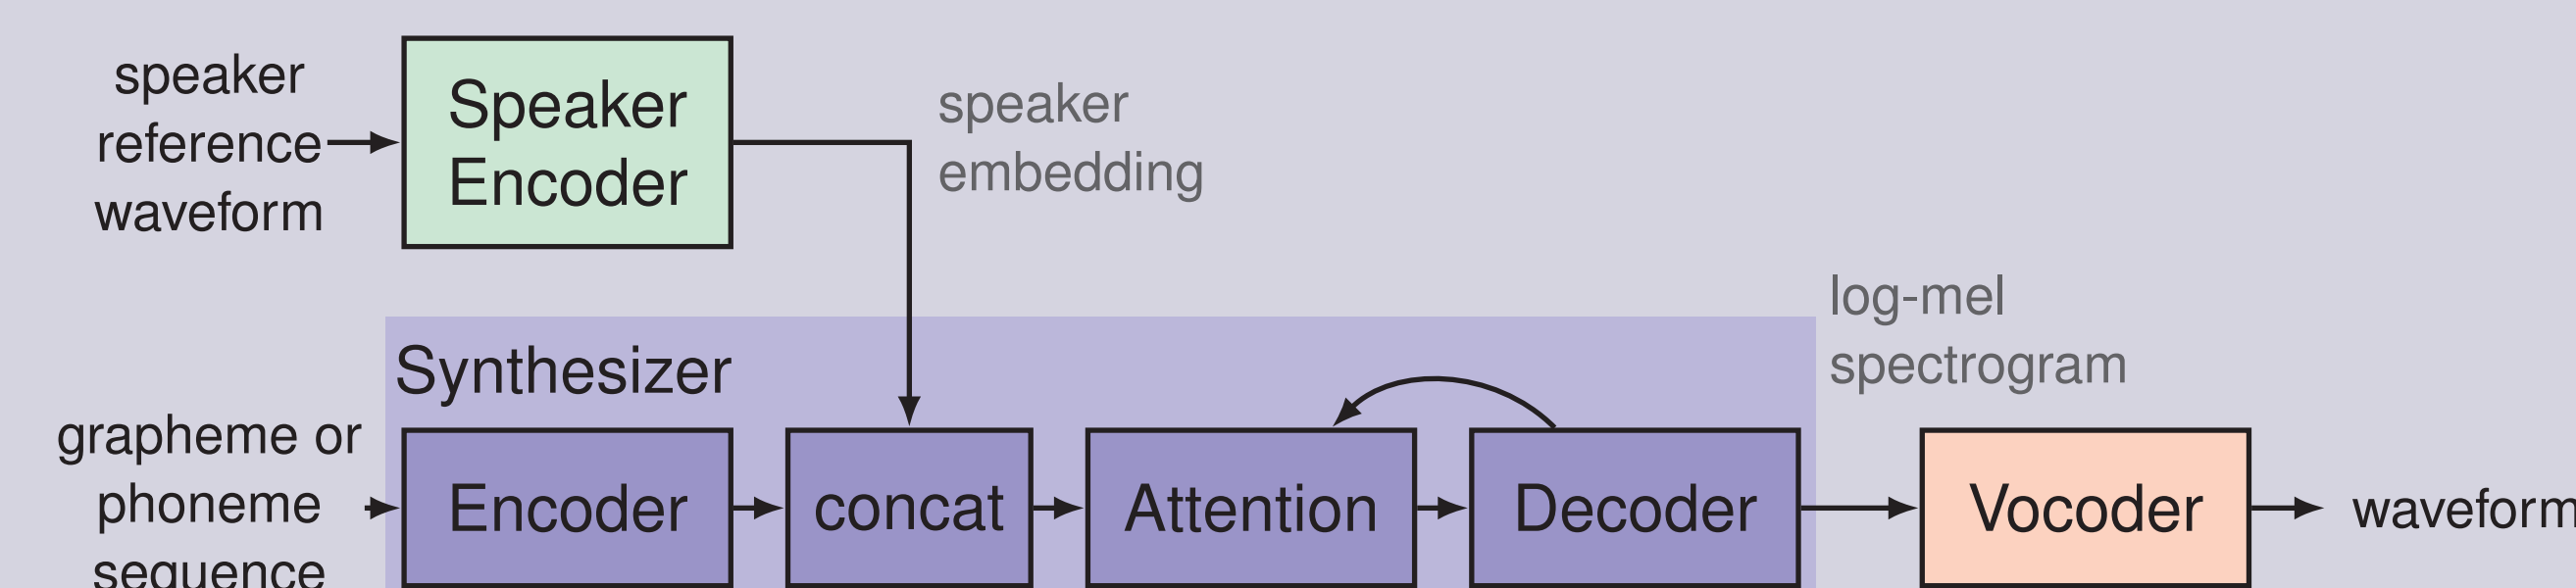 speaker
reference
waveform
Speaker
Encoder
speaker
embedding
log-mel
spectrogram
Synthesizer
grapheme or
phoneme
sequence
Encoder
concat
Attention
Decoder
Vocoder
waveform